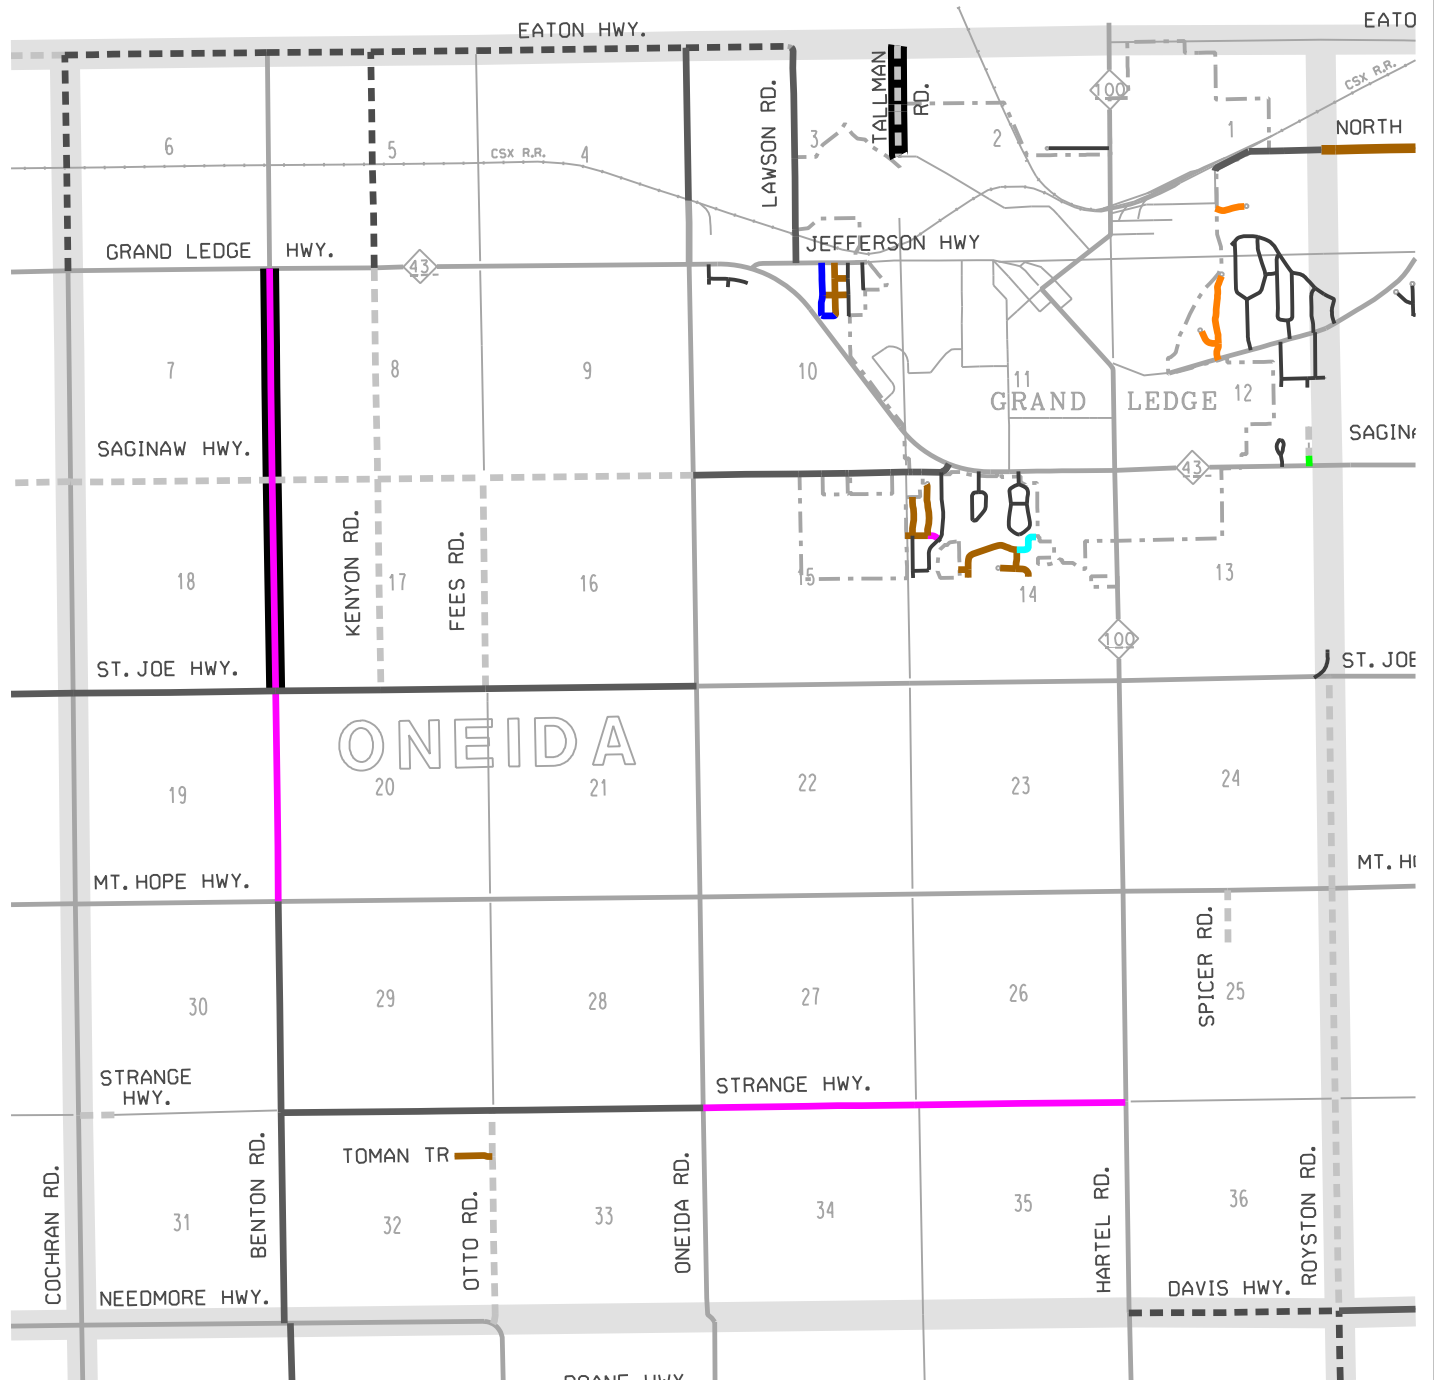 EATON HWY.
EATO
LAWSON RD.
TALLMAN
RD.
100
CSX R.R.
NORTH
6
5
CSX R.R.
4
3
2
1
GRAND LEDGE HWY.
43
JEFFERSON HWY
7
8
9
10
11
12
GRAND LEDGE
SAGINAW HWY.
SAGINA
43
KENYON RD.
FEES RD.
18
17
16
15
14
13
100
ST. JOE HWY.
ST. JOE
ONEIDA
19
20
21
22
23
24
MT. HOPE HWY.
MT. HO
SPICER RD.
30
29
28
27
26
25
STRANGE
HWY.
STRANGE HWY.
TOMAN TR
COCHRAN RD.
BENTON RD.
OTTO RD.
ONEIDA RD.
HARTEL RD.
ROYSTON RD.
31
32
33
34
35
36
NEEDMORE HWY.
DAVIS HWY.